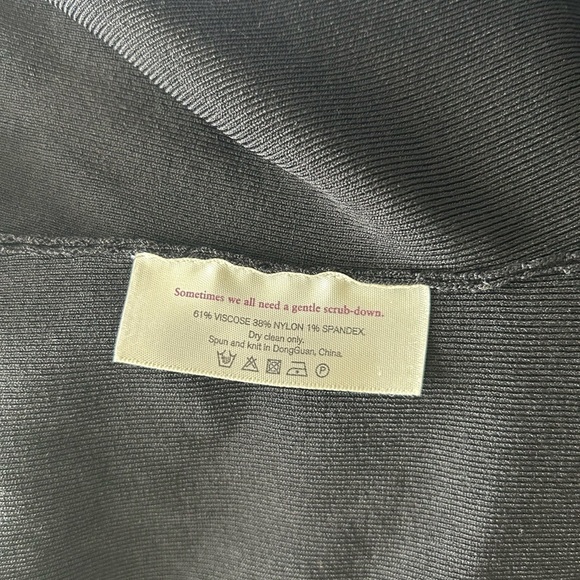 Sometimes we all need a gentle scrub-down.
61% VISCOSE 38% NYLON 1% SPANDEX.
Dry clean only.
Spun and knit in DongGuan, China.
P